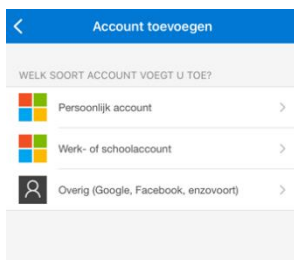 Account toevoegen
WELK SOORT ACCOUNT VOEGT U TOE?
Persoonlijk account
Werk- of schoolaccount
Overig (Google, Facebook, enzovoort)